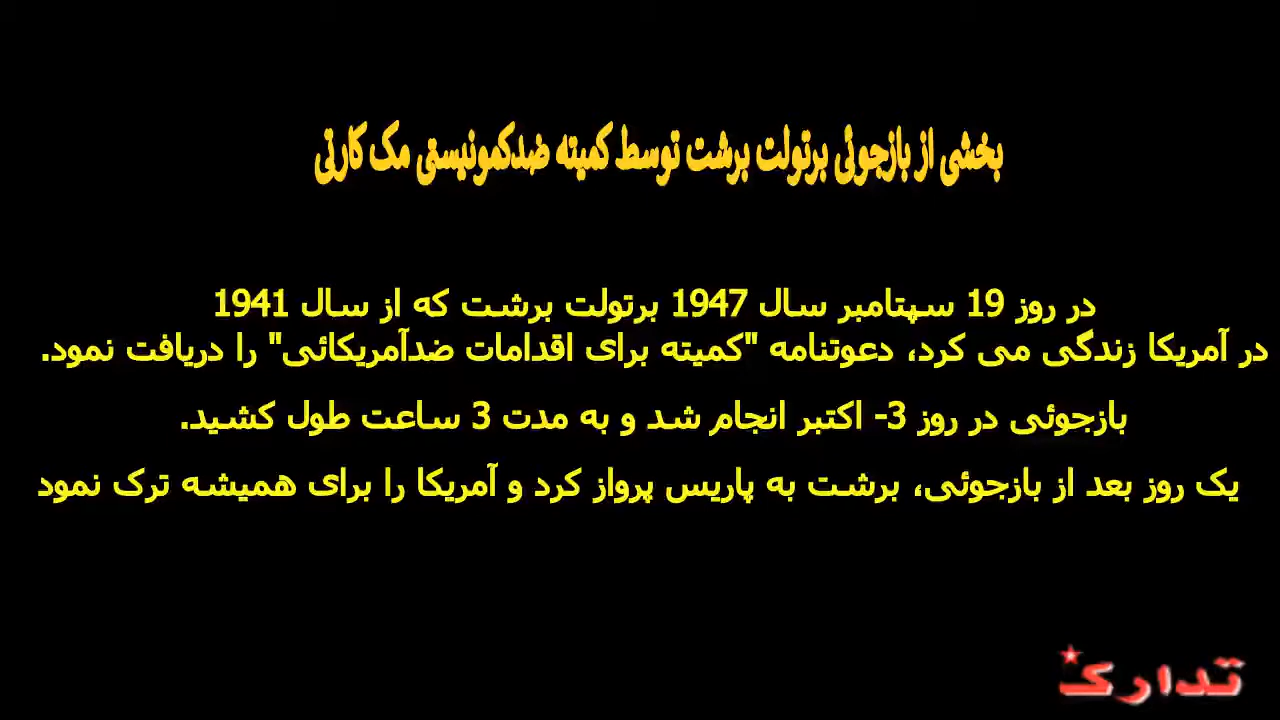 بخشی از بازجوئی برتولت برشت توسط کمیته ضدکمونیستی مک کارتی
در روز 19 سپتامبر سال 1947 برتولت برشت که از سال 1941
در آمریکا زندگی می کرد، دعوتنامه "کمیته برای اقدامات ضدآمریکائی" را دریافت نمود.
بازجوئی در روز 3- اکتبر انجام شد و به مدت 3 ساعت طول کشید.
یک روز بعد از بازجوئی، برشت به پاریس پرواز کرد و آمریکا را برای همیشه ترک نمود
تدارک